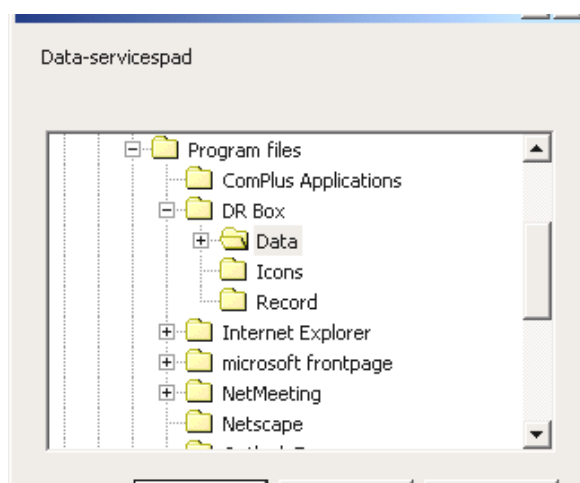 Data-servicespad
Program files
ComPlus Applications
DR Box
Data
Icons
Record
Internet Explorer
microsoft frontpage
NetMeeting
Netscape